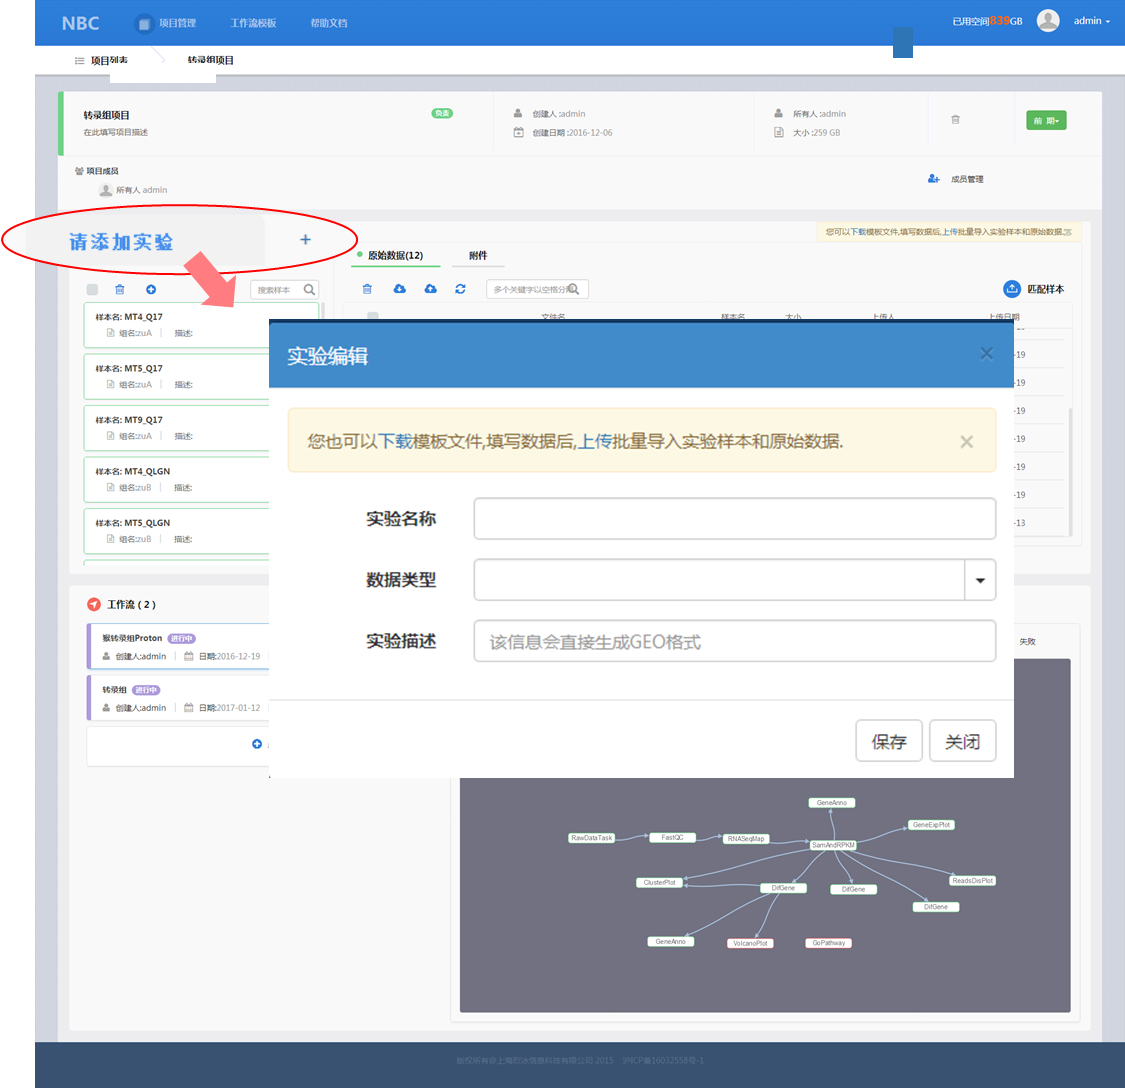 NBC 项目管理 工作流模板 帮助文档 已用空间839GB admin
项目列表 转录组项目
转录组项目 负责 创建人:admin 所有人:admin 前 期
在此填写项目描述 创建日期:2016-12-06 大小:259 GB
项目成员
所有人 admin 成员管理
请添加实验 +
您可以下载模板文件,填写数据后,上传批量导入实验样本和原始数据.
原始数据(12) 附件
搜索样本 多个关键字以空格分隔 匹配样本
文件名 样本名 大小 上传人 上传日期
样本名: MT4_Q17
组名:zuA 描述:
样本名: MT5_Q17
组名:zuA 描述:
样本名: MT9_Q17
组名:zuA 描述:
样本名: MT4_QLGN
组名:zuB 描述:
样本名: MT5_QLGN
组名:zuB 描述:
-19
-19
-19
-19
-19
-19
-13
实验编辑 ×
您也可以下载模板文件,填写数据后,上传批量导入实验样本和原始数据. ×
实验名称
数据类型
实验描述 该信息会直接生成GEO格式
保存 关闭
工作流 ( 2 )
猴转录组Proton 进行中
创建人:admin 日期:2016-12-19
转录组 进行中
创建人:admin 日期:2017-01-12
失败
GeneAnno
GeneExpPlot
RawDataTask FastQC RNASeqMap SamAndRPKM
ClusterPlot DifGene DifGene ReadsDisPlot
DifGene
GeneAnno VolcanoPlot GoPathway
版权所有©上海烈冰信息科技有限公司 2015 沪ICP备16032558号-1